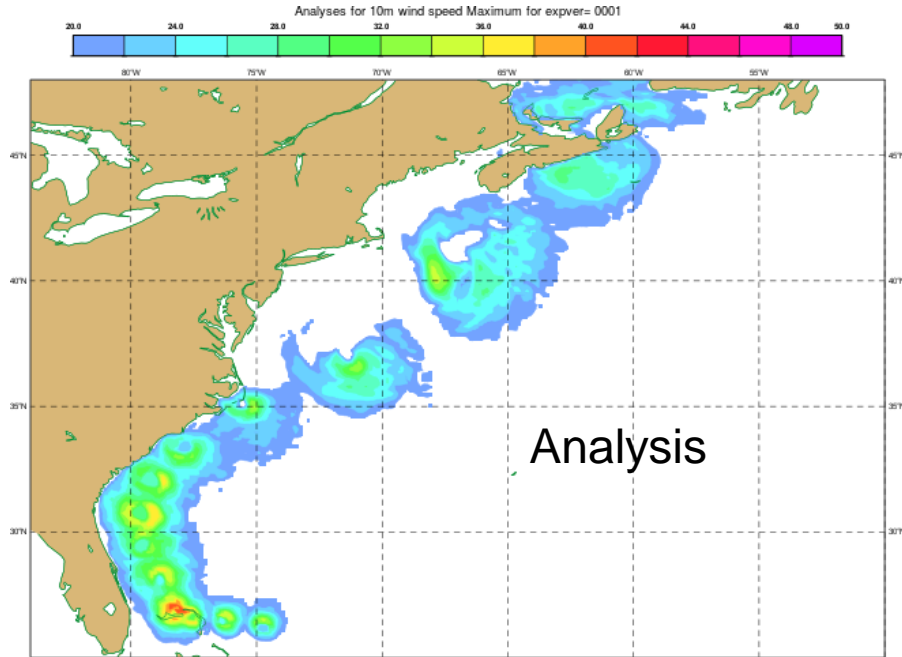 Analyses for 10m wind speed Maximum for expver= 0001
20.0 24.0 28.0 32.0 36.0 40.0 44.0 48.0 50.0
80°W 75°W 70°W 65°W 60°W 55°W
45°N 45°N
40°N 40°N
35°N 35°N
Analysis
30°N 30°N